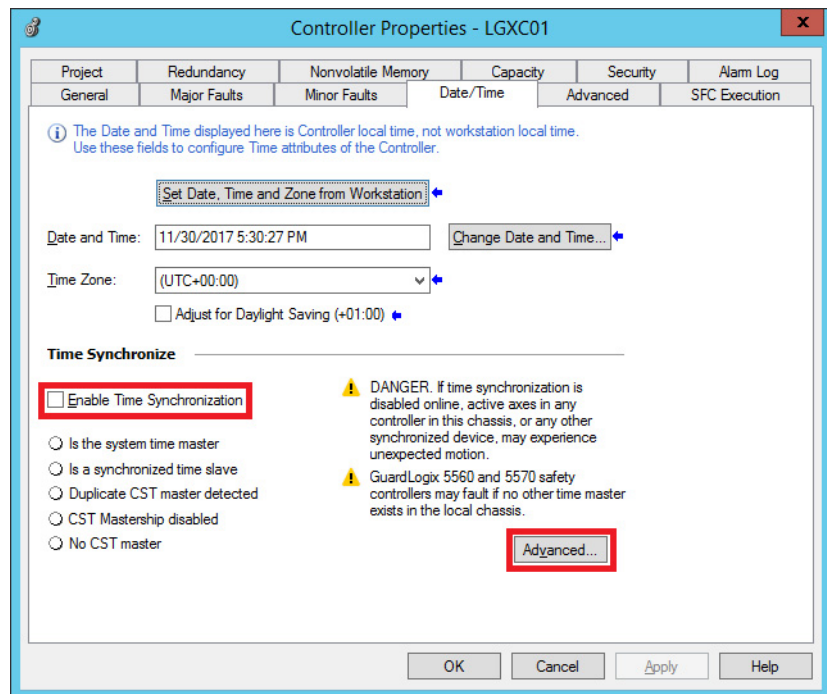 Controller Properties - LGXC01
x
Project Redundancy Nonvolatile Memory Capacity Security Alarm Log
General Major Faults Minor Faults Date/Time Advanced SFC Execution
The Date and Time displayed here is Controller local time, not workstation local time.
Use these fields to configure Time attributes of the Controller.
Set Date, Time and Zone from Workstation
Date and Time: 11/30/2017 5:30:27 PM Change Date and Time...
Time Zone: (UTC+00:00)
Adjust for Daylight Saving (+01:00)
Time Synchronize
Enable Time Synchronization
Is the system time master
Is a synchronized time slave
Duplicate CST master detected
CST Mastership disabled
No CST master
DANGER. If time synchronization is
disabled online, active axes in any
controller in this chassis, or any other
synchronized device, may experience
unexpected motion.
GuardLogix 5560 and 5570 safety
controllers may fault if no other time master
exists in the local chassis.
Advanced...
OK Cancel Apply Help